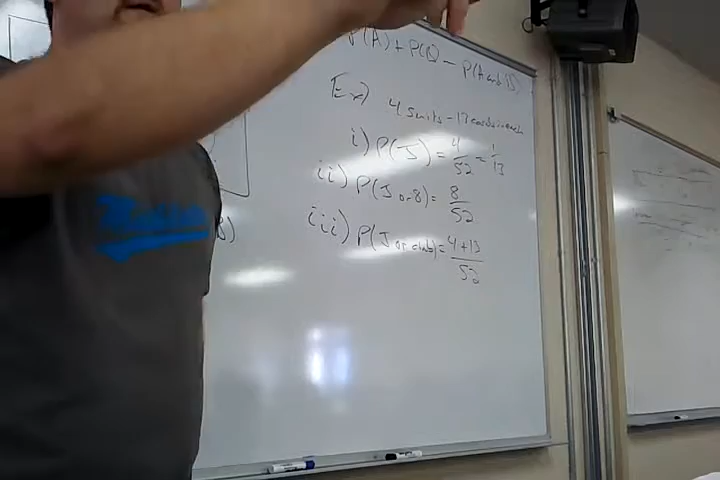 P(A) + P(B) - P(A and B)
Ex) 4 suits - 13 cards in each
i) P(J) = 4/52 = 1/13
ii) P(J or 8) = 8/52
iii) P(J or club) = 4+13/52